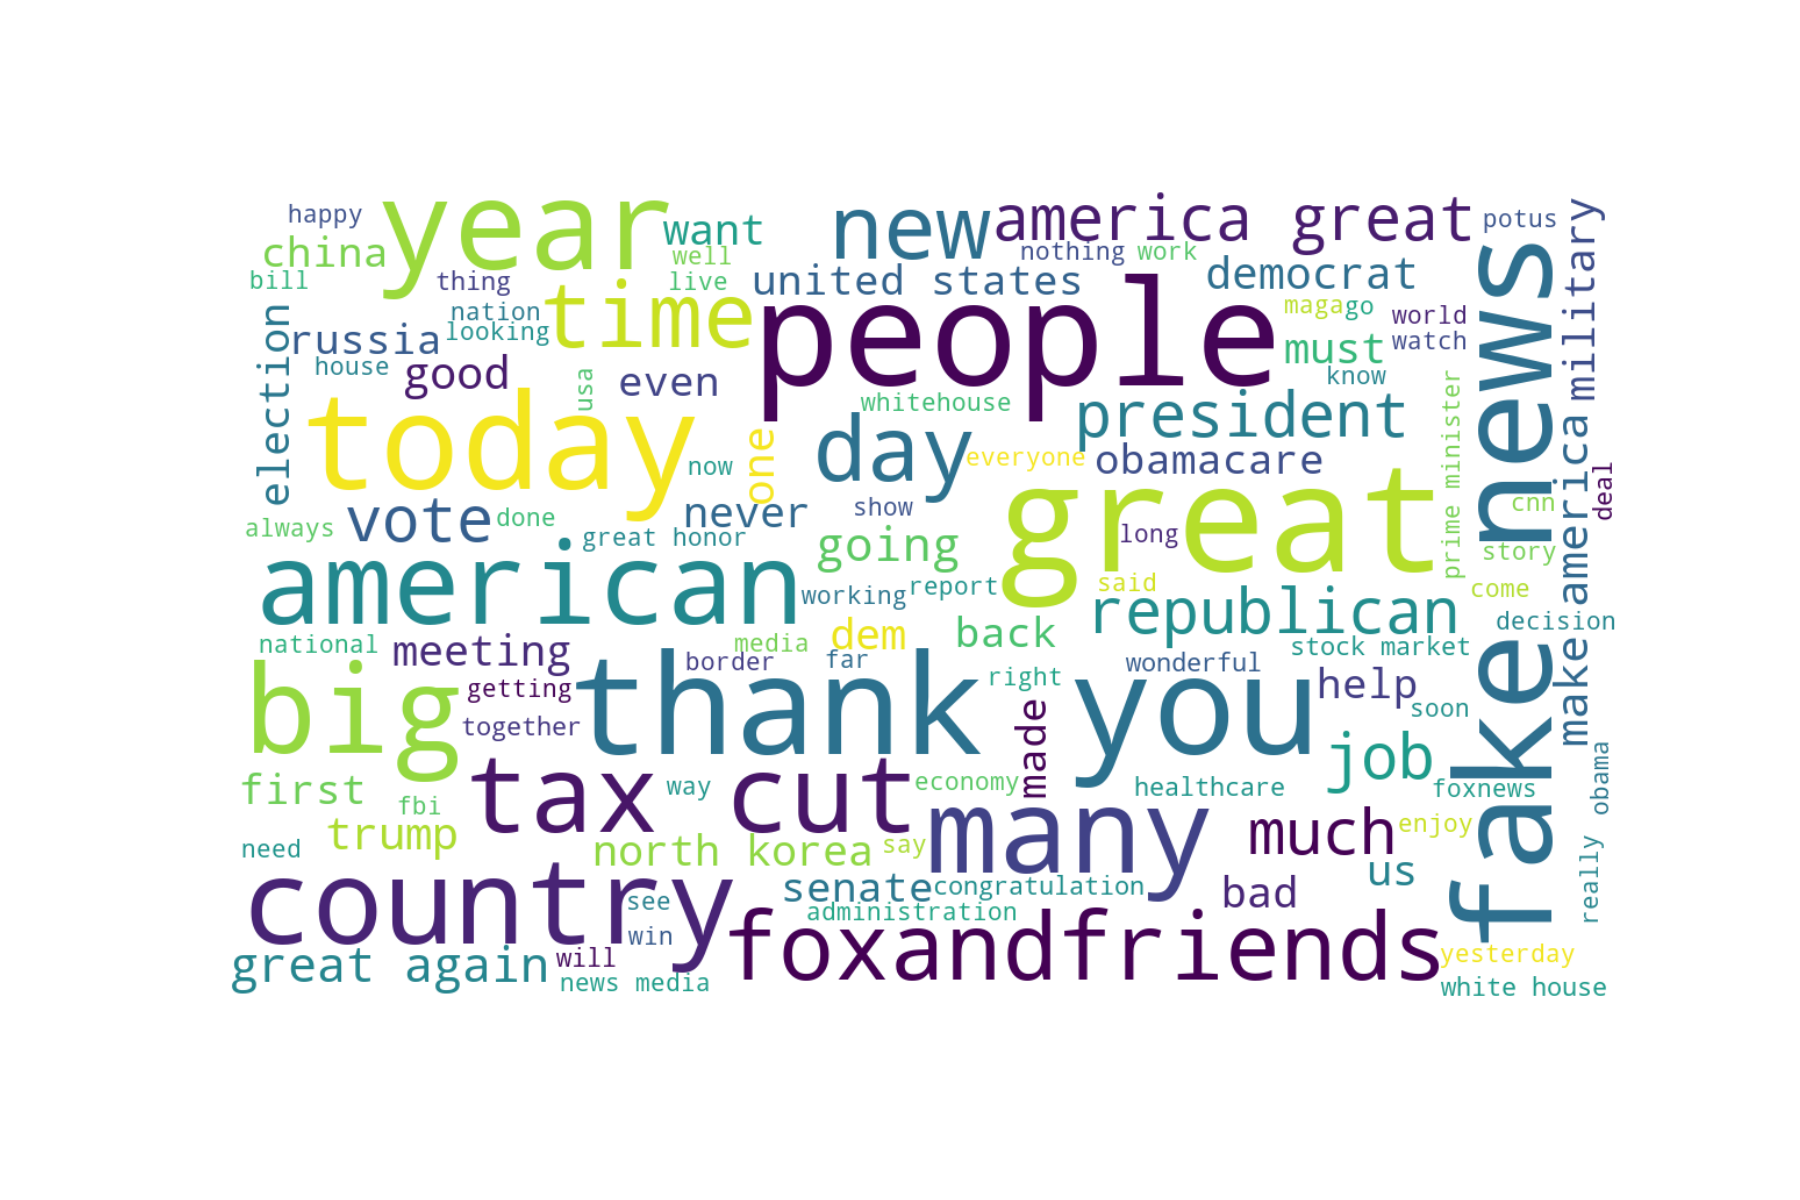 happy
year
want
new
america great
potus
military
china
well
nothing
work
bill
thing
live
united states
democrat
news
nation
time
people
maga
go
world
election
russia
looking
must
watch
house
good
usa
even
know
today
whitehouse
president
prime minister
make america
day
one
now
everyone
obamacare
deal
vote
done
never
show
great
cnn
always
great honor
going
long
story
american
working
report
said
come
republican
decision
national
meeting
media
dem
back
stock market
fake
border
far
wonderful
big
getting
thank you
right
help
together
made
soon
job
obama
first
tax cut
way
economy
healthcare
foxnews
fbi
many
trump
much
enjoy
need
north korea
say
really
country
see
senate
congratulation
bad
us
administration
win
foxandfriends
great again
will
yesterday
news media
white house